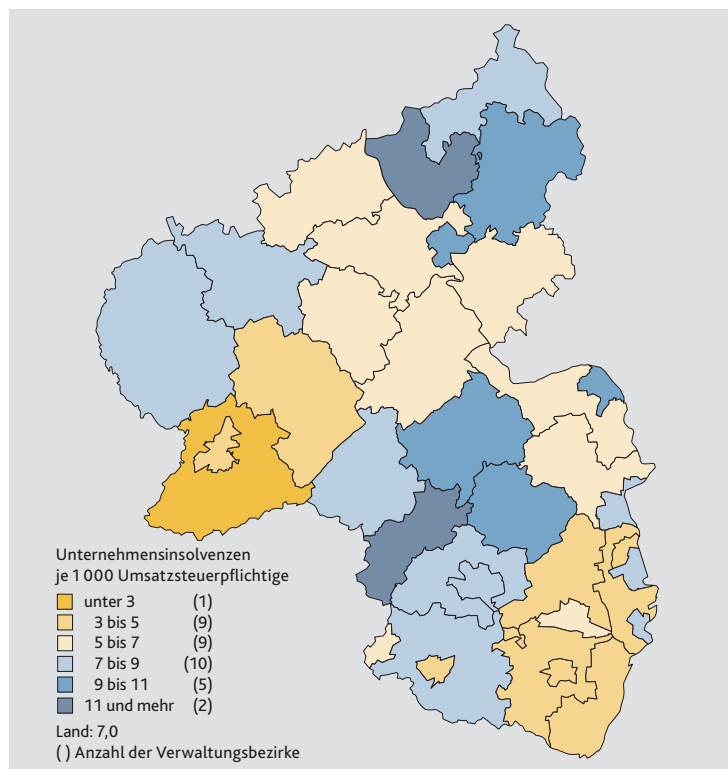 Unternehmensinsolvenzen
je 1 000 Umsatzsteuerpflichtige
unter 3 (1)
3 bis 5 (9)
5 bis 7 (9)
7 bis 9 (10)
9 bis 11 (5)
11 und mehr (2)
Land: 7,0
( ) Anzahl der Verwaltungsbezirke